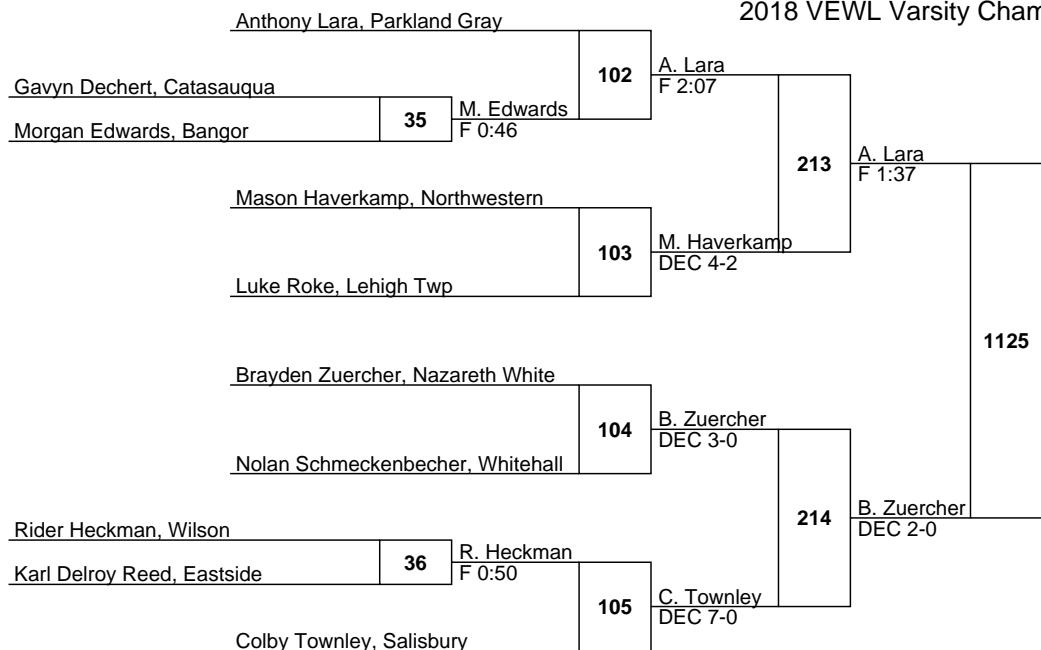 2018 VEWL Varsity Cham
Anthony Lara, Parkland Gray
102
A. Lara
F 2:07
Gavyn Dechert, Catasauqua
35
M. Edwards
F 0:46
Morgan Edwards, Bangor
213
A. Lara
F 1:37
Mason Haverkamp, Northwestern
103
M. Haverkamp
DEC 4-2
Luke Roke, Lehigh Twp
1125
Brayden Zuercher, Nazareth White
104
B. Zuercher
DEC 3-0
Nolan Schmeckenbecher, Whitehall
214
B. Zuercher
DEC 2-0
Rider Heckman, Wilson
36
R. Heckman
F 0:50
Karl Delroy Reed, Eastside
105
C. Townley
DEC 7-0
Colby Townley, Salisbury